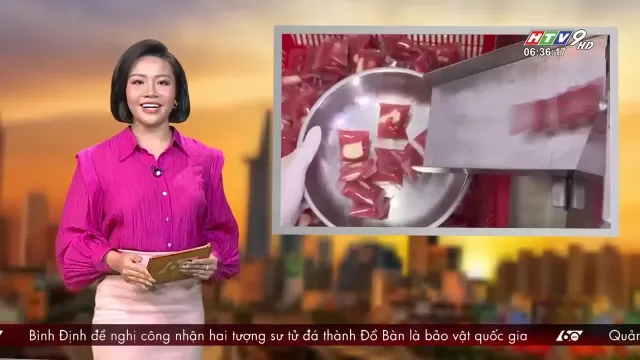 HTV9 HD
06:36:17
Bình Định đề nghị công nhận hai tượng sư tử đá thành Đồ Bàn là bảo vật quốc gia
60
Quản